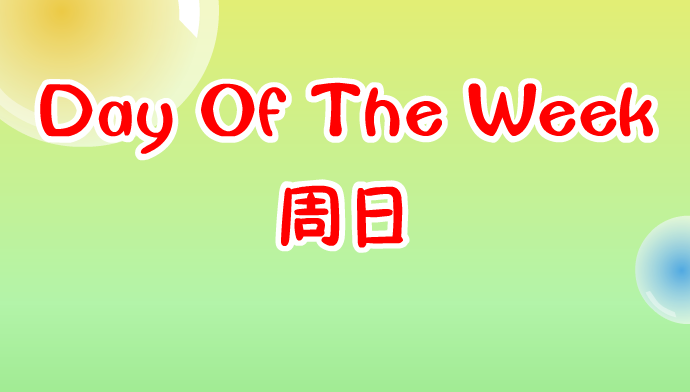 Day Of The Week
周日